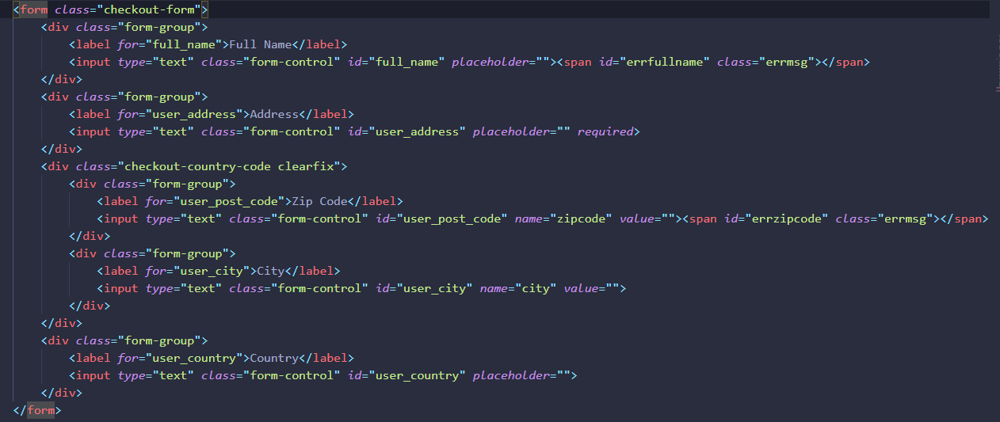 <form class="checkout-form">
    <div class="form-group">
        <label for="full_name">Full Name</label>
        <input type="text" class="form-control" id="full_name" placeholder=""><span id="errfullname" class="errmsg"></span>
    </div>
    <div class="form-group">
        <label for="user_address">Address</label>
        <input type="text" class="form-control" id="user_address" placeholder="" required>
    </div>
    <div class="checkout-country-code clearfix">
        <div class="form-group">
            <label for="user_post_code">Zip Code</label>
            <input type="text" class="form-control" id="user_post_code" name="zipcode" value=""><span id="errzipcode" class="errmsg"></span>
        </div>
        <div class="form-group">
            <label for="user_city">City</label>
            <input type="text" class="form-control" id="user_city" name="city" value="">
        </div>
    </div>
    <div class="form-group">
        <label for="user_country">Country</label>
        <input type="text" class="form-control" id="user_country" placeholder="">
    </div>
</form>